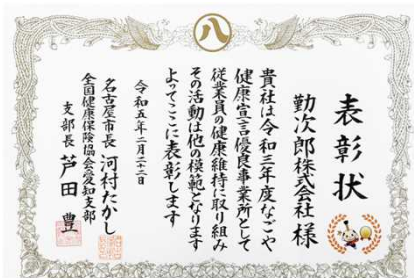 八
表彰状
勤次郎株式会社 様
貴社は令和三年度なごや
健康宣言優良事業所として
従業員の健康維持に取り組み
その活動は他の模範となります
よってここに表彰します
令和五年二月二十二日
名古屋市長 河村たかし
全国健康保険協会愛知支部
支部長 芦田 豊